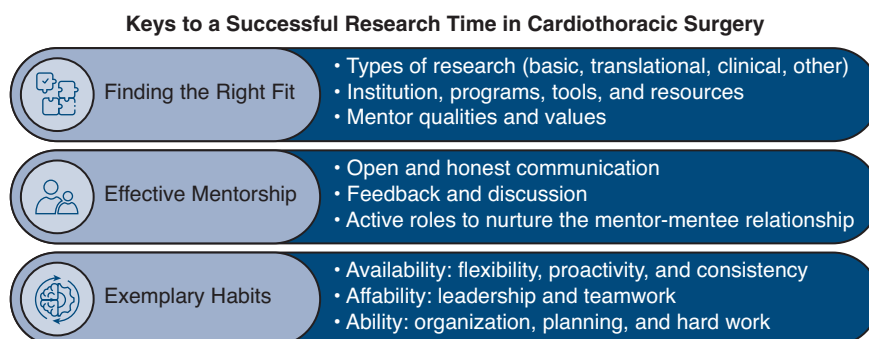 Keys to a Successful Research Time in Cardiothoracic Surgery
Finding the Right Fit
• Types of research (basic, translational, clinical, other)
• Institution, programs, tools, and resources
• Mentor qualities and values
Effective Mentorship
• Open and honest communication
• Feedback and discussion
• Active roles to nurture the mentor-mentee relationship
Exemplary Habits
• Availability: flexibility, proactivity, and consistency
• Affability: leadership and teamwork
• Ability: organization, planning, and hard work